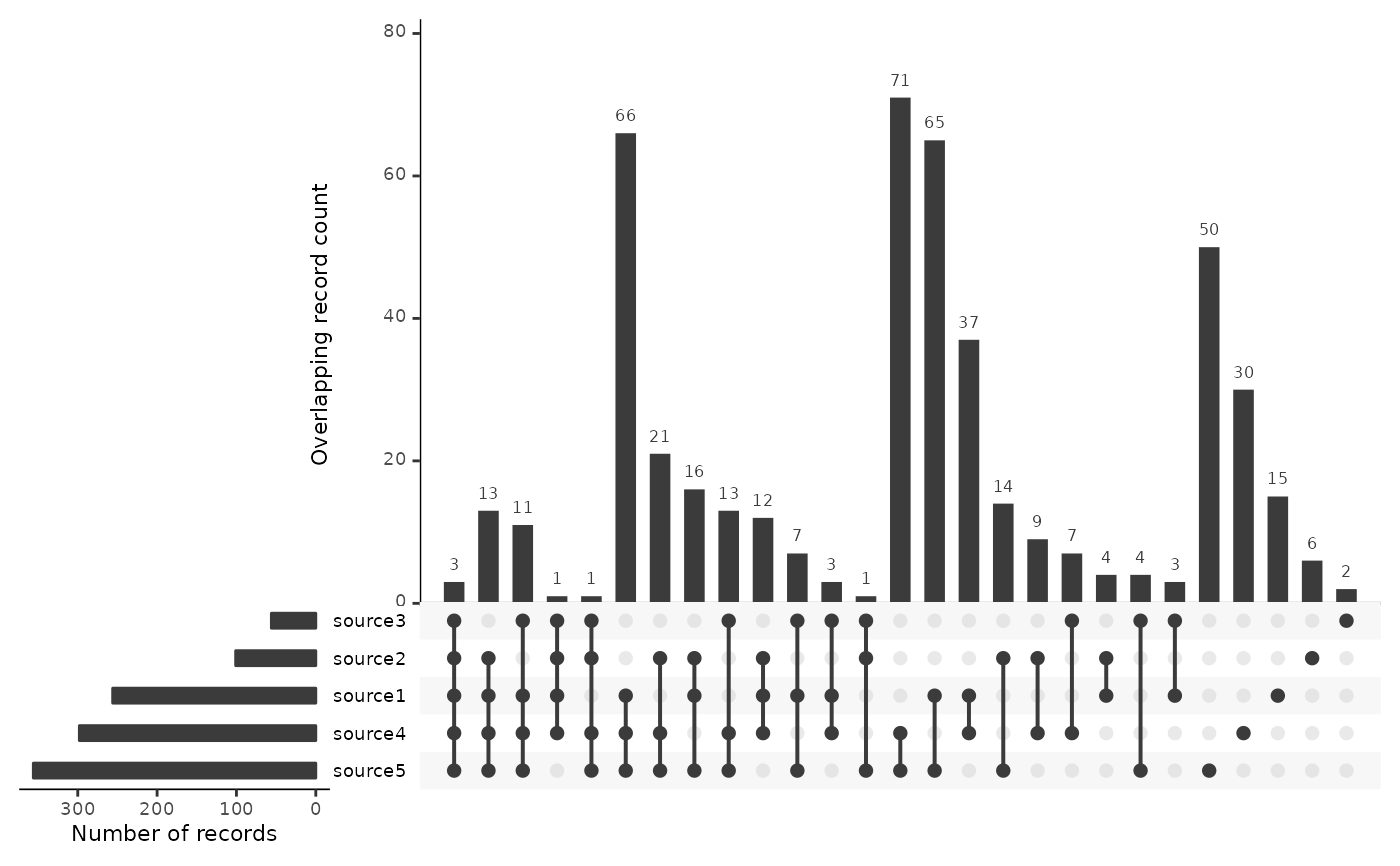 80
60
40
20
0
Overlapping record count
3 13 11 1 1 66 21 16 13 12 7 3 1 71 65 37 14 9 7 4 4 3 50 30 15 6 2
source3
source2
source1
source4
source5
300 200 100 0
Number of records